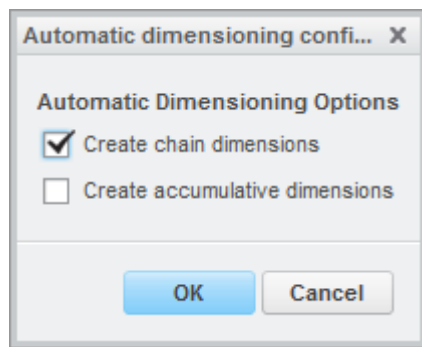 Automatic dimensioning confi... X
Automatic Dimensioning Options
Create chain dimensions
Create accumulative dimensions
OK Cancel